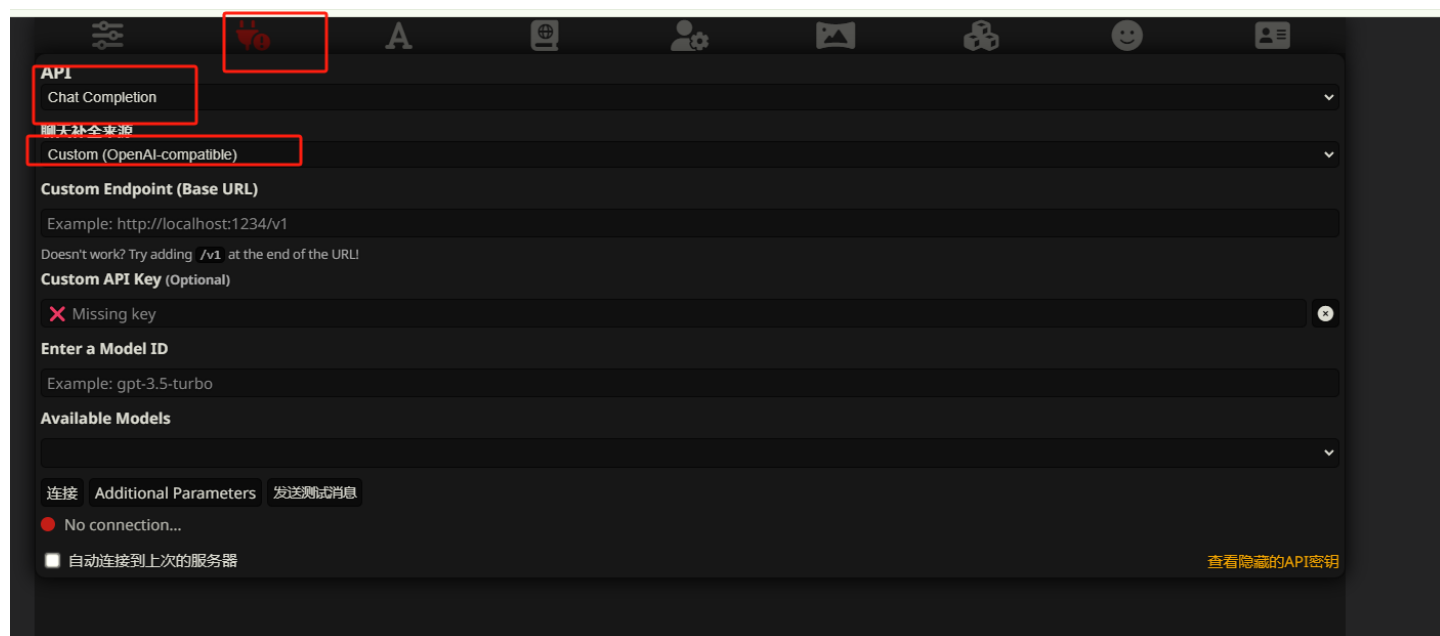 API
Chat Completion
聊天补全来源
Custom (OpenAI-compatible)
Custom Endpoint (Base URL)
Example: http://localhost:1234/v1
Doesn't work? Try adding /v1 at the end of the URL!
Custom API Key (Optional)
Missing key
Enter a Model ID
Example: gpt-3.5-turbo
Available Models
连接 Additional Parameters 发送测试消息
No connection...
自动连接到上次的服务器 查看隐藏的API密钥